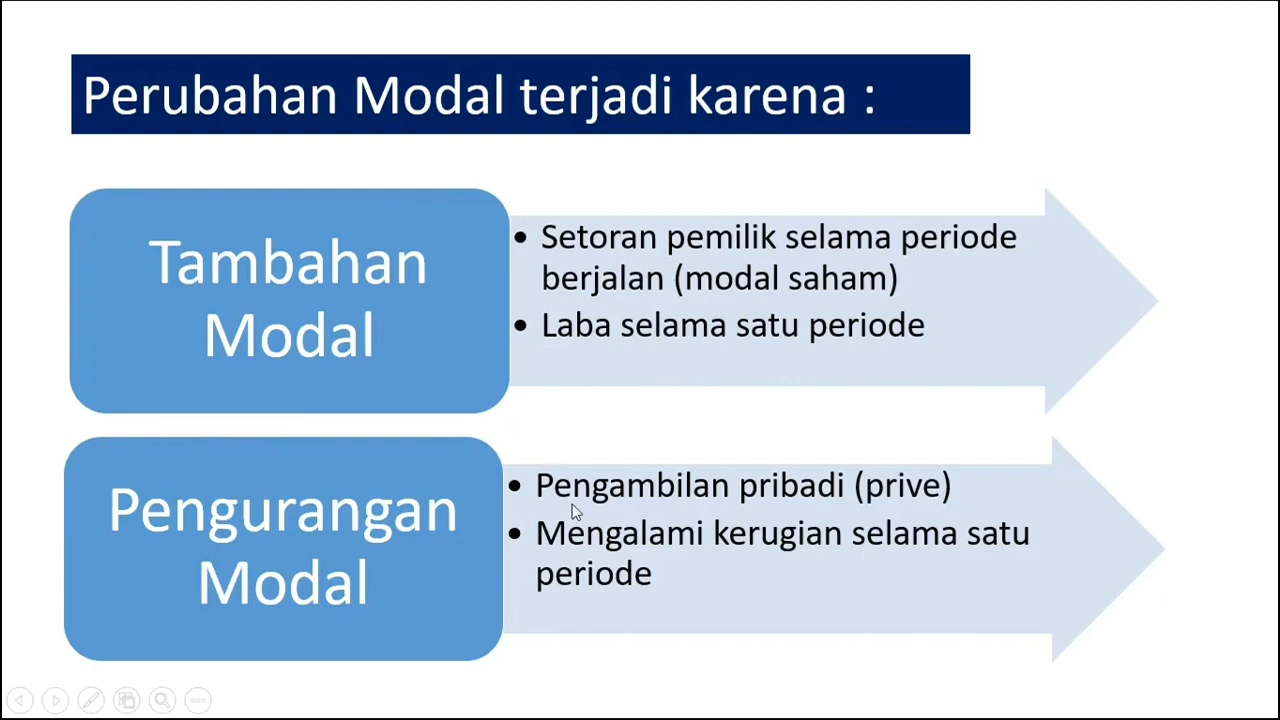 Perubahan Modal terjadi karena :
Tambahan
Modal
• Setoran pemilik selama periode
berjalan (modal saham)
• Laba selama satu periode
Pengurangan
Modal
• Pengambilan pribadi (prive)
• Mengalami kerugian selama satu
periode